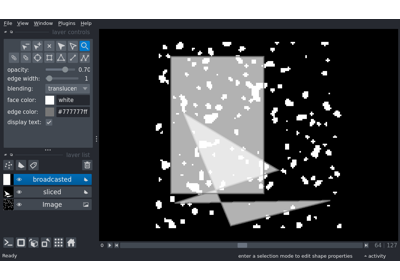 File View Window Plugins Help
layer controls
opacity: 0.70
edge width: 1
blending: translucen
face color: white
edge color: #777777ff
display text:
layer list
broadcasted
sliced
Image
Ready
0
64 127
enter a selection mode to edit shape properties
activity